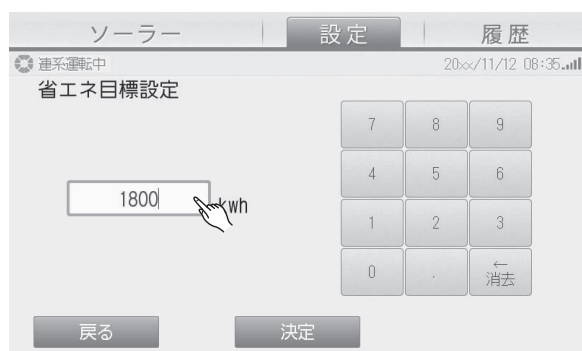 ソーラー 設定 履歴
連系運転中 20××/11/12 08:35
省エネ目標設定
7 8 9
4 5 6
1800 kwh
1 2 3
0 . ←
消去
戻る 決定